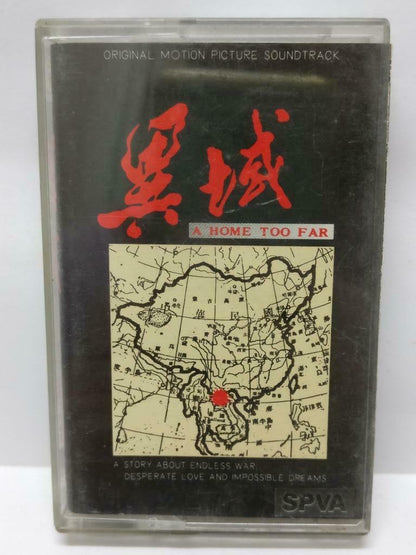 ORIGINAL MOTION PICTURE SOUNDTRACK
異域
A HOME TOO FAR
A STORY ABOUT ENDLESS WAR,
DESPERATE LOVE AND IMPOSSIBLE DREAMS
SPVA